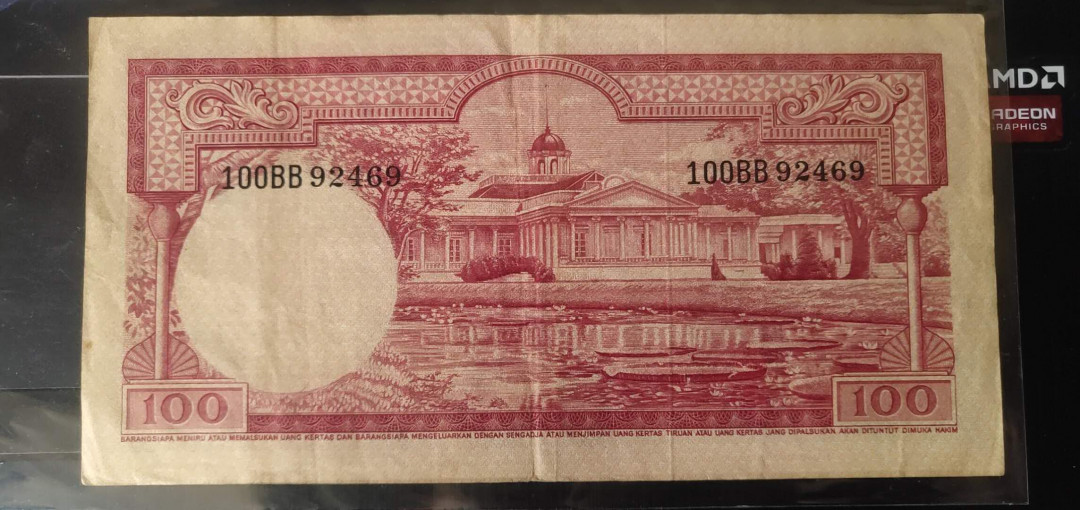 AMD
RADEON
GRAPHICS
100BB 92469
100BB 92469
100
100
BARANGSIAPA MENIRU ATAU MEMALSUKAN UANG KERTAS DAN BARANGSIAPA MENGELUARKAN DENGAN SENGADJA ATAU MENJIMPAN UANG KERTAS TIRUAN ATAU UANG KERTAS JANG DIPALSUKAN, AKAN DITUNTUT DIMUKA HAKIM